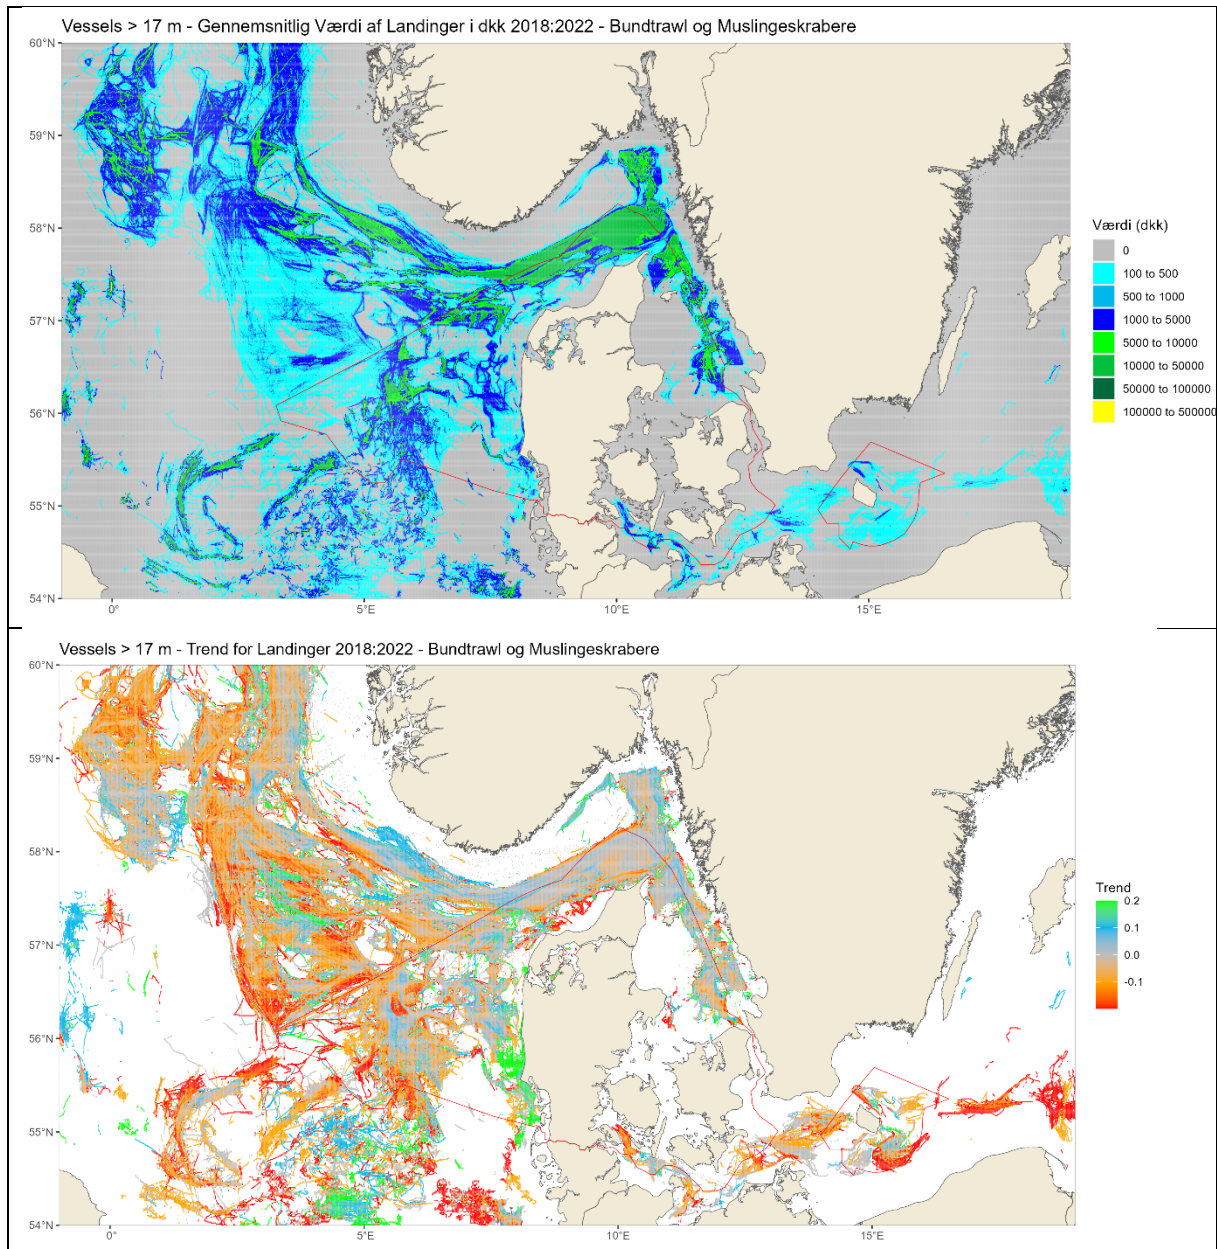 Vessels > 17 m - Gennemsnitlig Værdi af Landinger i dkk 2018:2022 - Bundtrawl og Muslingeskrabere
60°N
59°N
58°N
57°N
56°N
55°N
54°N
0°
5°E
10°E
15°E
Værdi (dkk)
0
100 to 500
500 to 1000
1000 to 5000
5000 to 10000
10000 to 50000
50000 to 100000
100000 to 500000
Vessels > 17 m - Trend for Landinger 2018:2022 - Bundtrawl og Muslingeskrabere
60°N
59°N
58°N
57°N
56°N
55°N
54°N
0°
5°E
10°E
15°E
Trend
0.2
0.1
0.0
-0.1